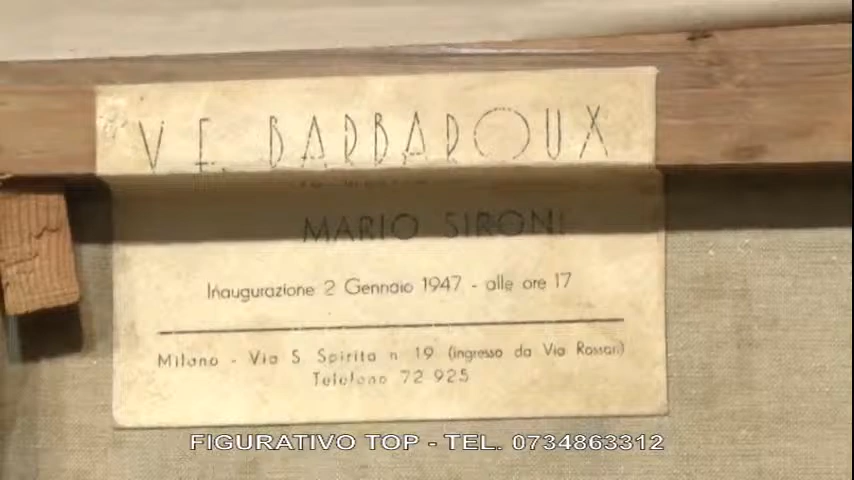 V. E. BARBAROUX
MARIO SIRONI
Inaugurazione 2 Gennaio 1947 - alle ore 17
Milano - Via S. Spirito n 19 (ingresso da Via Rossari)
Telefono 72 925
FIGURATIVO TOP - TEL. 0734863312